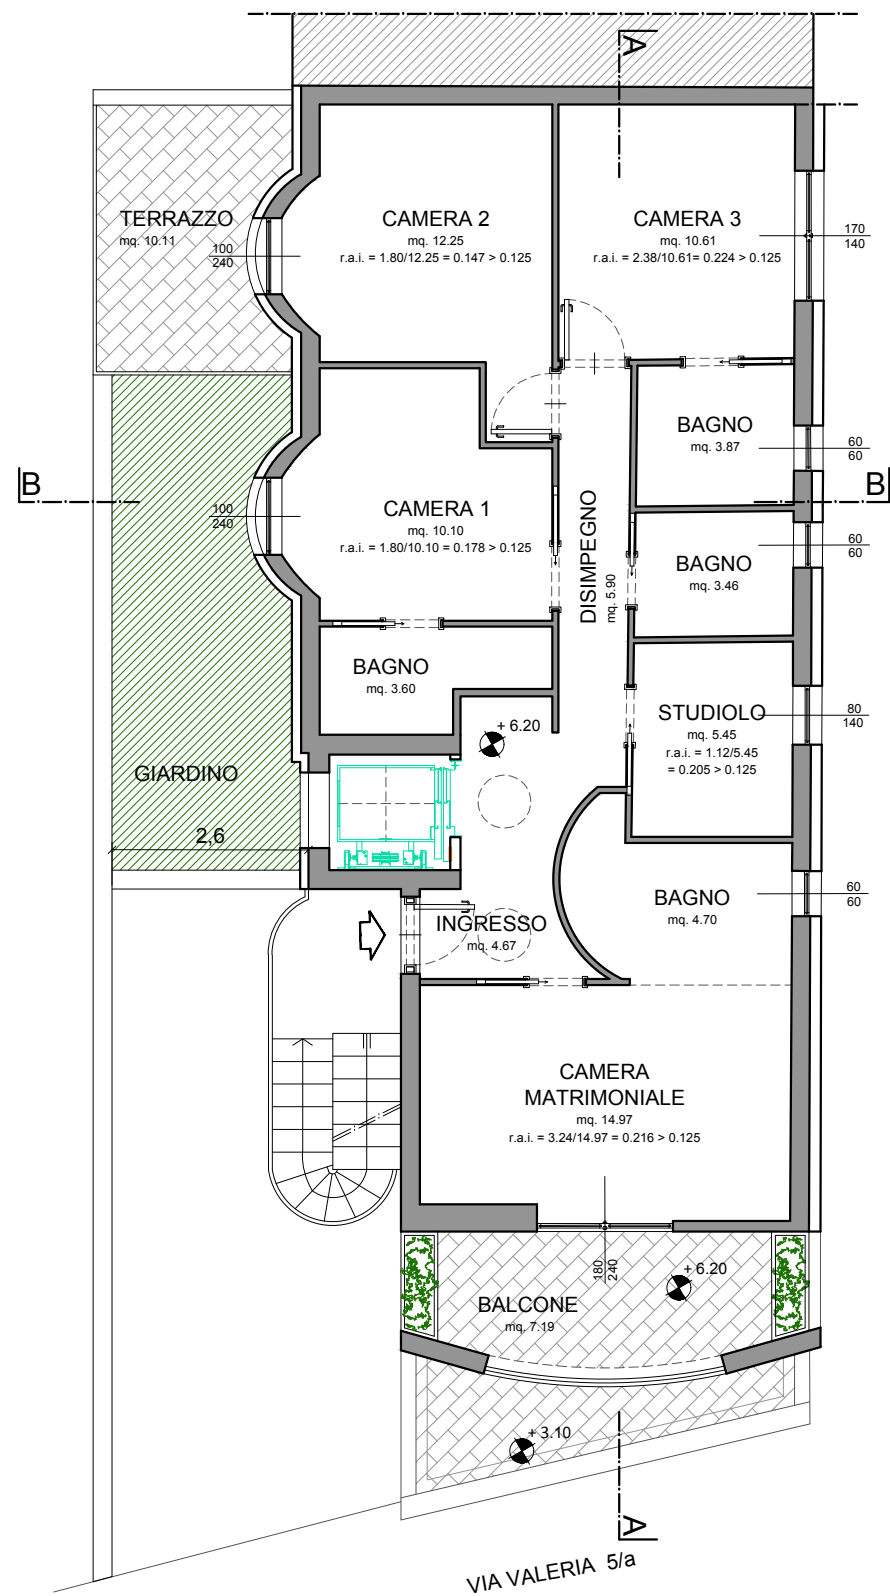 A
TERRAZZO
mq. 10.11
100
240
CAMERA 2
mq. 12.25
r.a.i. = 1.80/12.25 = 0.147 > 0.125
CAMERA 3
mq. 10.61
r.a.i. = 2.38/10.61= 0.224 > 0.125
170
140
BAGNO
mq. 3.87
60
60
B
B
100
240
CAMERA 1
mq. 10.10
r.a.i. = 1.80/10.10 = 0.178 > 0.125
DISIMPEGNO
mq. 5.90
BAGNO
mq. 3.46
60
60
BAGNO
mq. 3.60
STUDIOLO
mq. 5.45
r.a.i. = 1.12/5.45
= 0.205 > 0.125
80
140
+ 6.20
GIARDINO
2,6
INGRESSO
mq. 4.67
BAGNO
mq. 4.70
60
60
CAMERA
MATRIMONIALE
mq. 14.97
r.a.i. = 3.24/14.97 = 0.216 > 0.125
180
240
+ 6.20
BALCONE
mq. 7.19
+ 3.10
A
VIA VALERIA 5/a